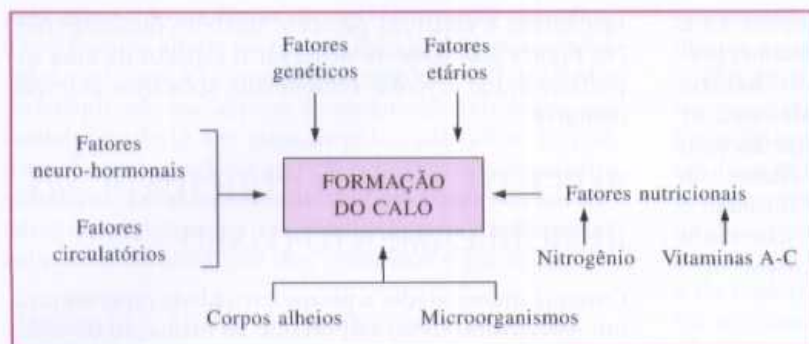 Fatores
genéticos
Fatores
etários
Fatores
neuro-hormonais
Fatores
circulatórios
FORMAÇÃO
DO CALO
Fatores nutricionais
Nitrogênio
Vitaminas A-C
Corpos alheios
Microorganismos